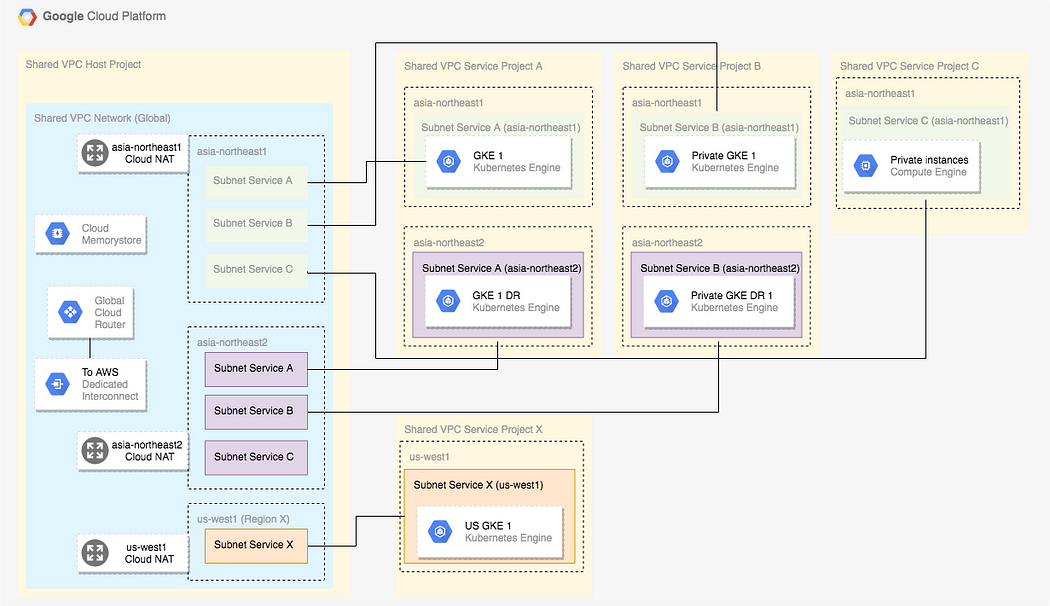 Google Cloud Platform
Shared VPC Host Project
Shared VPC Network (Global)
asia-northeast1
Cloud NAT
asia-northeast1
Subnet Service A
Subnet Service B
Subnet Service C
Cloud
Memorystore
Global
Cloud
Router
To AWS
Dedicated
Interconnect
asia-northeast2
Subnet Service A
Subnet Service B
Subnet Service C
asia-northeast2
Cloud NAT
us-west1 (Region X)
Subnet Service X
us-west1
Cloud NAT
Shared VPC Service Project A
asia-northeast1
Subnet Service A (asia-northeast1)
GKE 1
Kubernetes Engine
asia-northeast2
Subnet Service A (asia-northeast2)
GKE 1 DR
Kubernetes Engine
Shared VPC Service Project B
asia-northeast1
Subnet Service B (asia-northeast1)
Private GKE 1
Kubernetes Engine
asia-northeast2
Subnet Service B (asia-northeast2)
Private GKE DR 1
Kubernetes Engine
Shared VPC Service Project C
asia-northeast1
Subnet Service C (asia-northeast1)
Private instances
Compute Engine
Shared VPC Service Project X
us-west1
Subnet Service X (us-west1)
US GKE 1
Kubernetes Engine